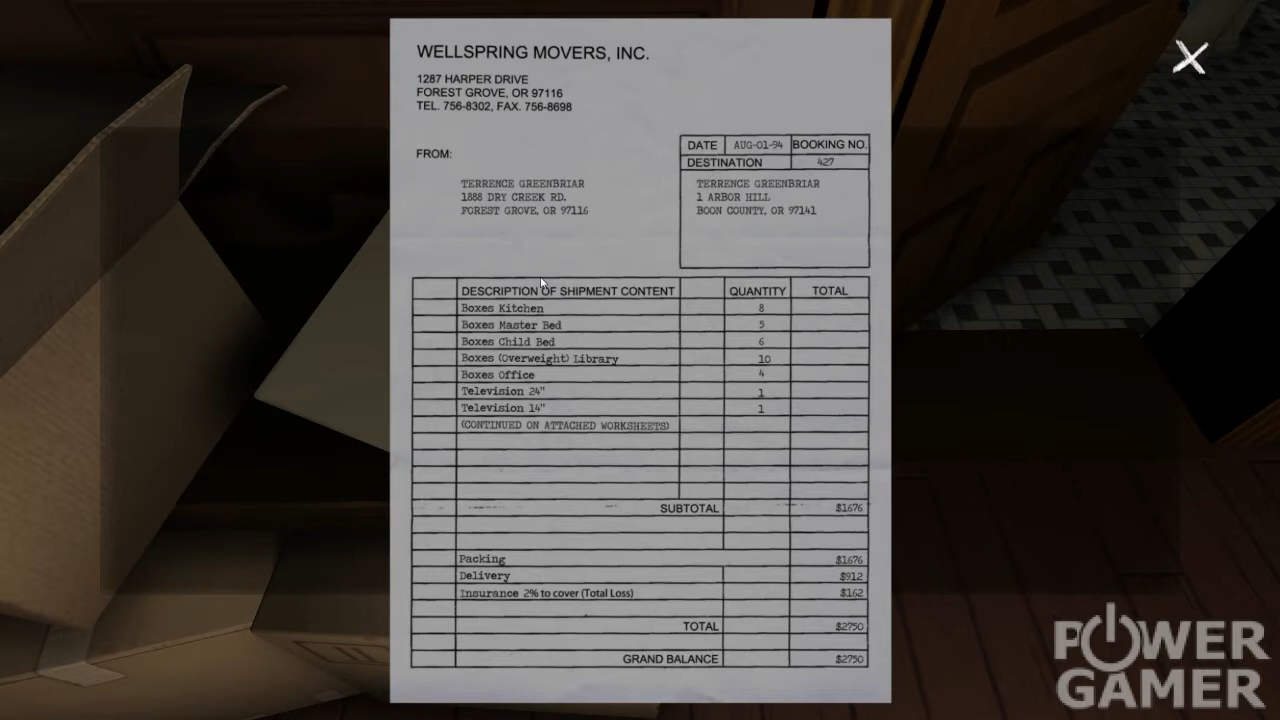 WELLSPRING MOVERS, INC.
1287 HARPER DRIVE
FOREST GROVE, OR 97116
TEL. 756-8302, FAX. 756-8698
FROM:
TERRENCE GREENBRIAR
1888 DRY CREEK RD.
FOREST GROVE, OR 97116
DATE AUG-01-94 BOOKING NO.
DESTINATION 427
TERRENCE GREENBRIAR
1 ARBOR HILL
BOON COUNTY, OR 97141
DESCRIPTION OF SHIPMENT CONTENT QUANTITY TOTAL
Boxes Kitchen 8
Boxes Master Bed 5
Boxes Child Bed 6
Boxes (Overweight) Library 10
Boxes Office 4
Television 24" 1
Television 14" 1
(CONTINUED ON ATTACHED WORKSHEETS)
SUBTOTAL $1676
Packing $1676
Delivery $912
Insurance 2% to cover (Total Loss) $162
TOTAL $2750
GRAND BALANCE $2750
POWER
GAMER